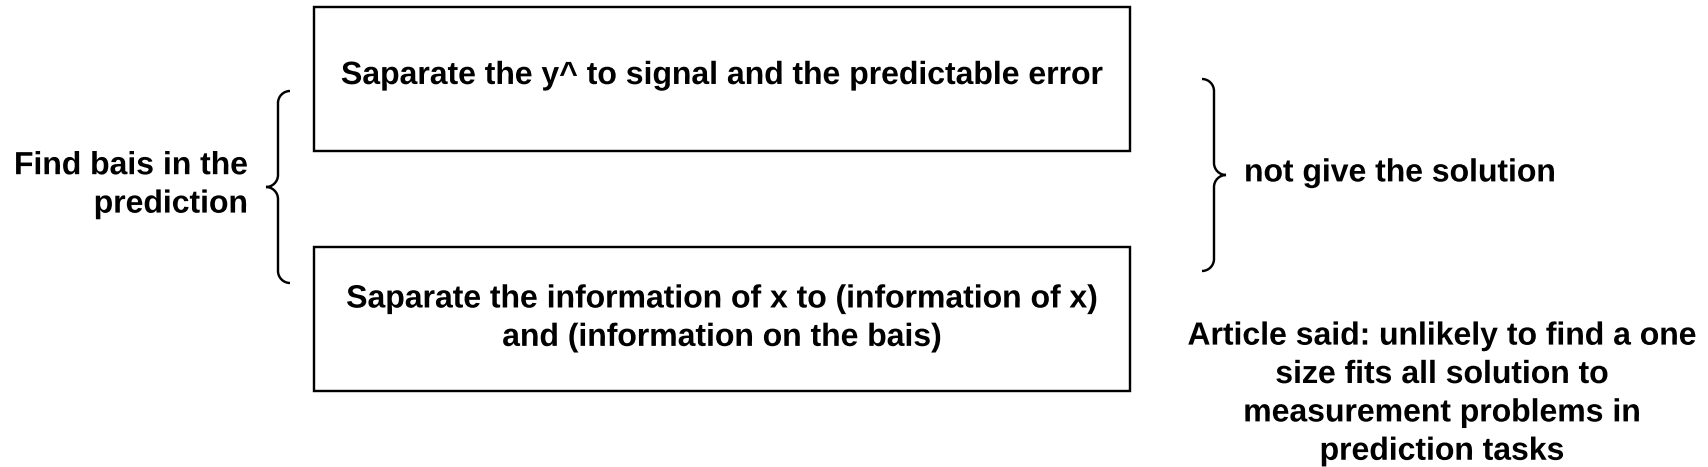 Saparate the y^ to signal and the predictable error
Find bais in the
prediction
not give the solution
Saparate the information of x to (information of x)
and (information on the bais)
Article said: unlikely to find a one
size fits all solution to
measurement problems in
prediction tasks